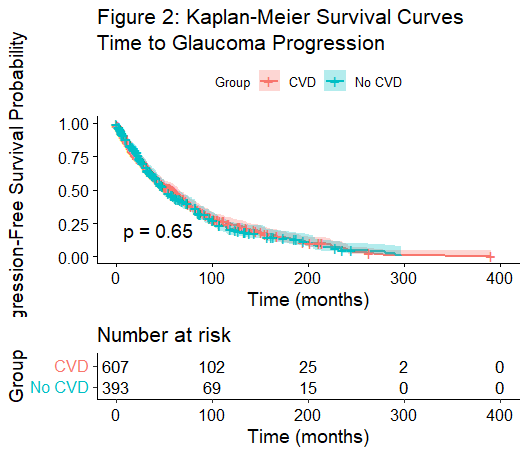 Figure 2: Kaplan-Meier Survival Curves
Time to Glaucoma Progression
Group CVD No CVD
gression-Free Survival Probability
1.00
0.75
0.50
0.25
0.00
p = 0.65
0 100 200 300 400
Time (months)
Number at risk
Group
CVD 607 102 25 2 0
No CVD 393 69 15 0 0
0 100 200 300 400
Time (months)